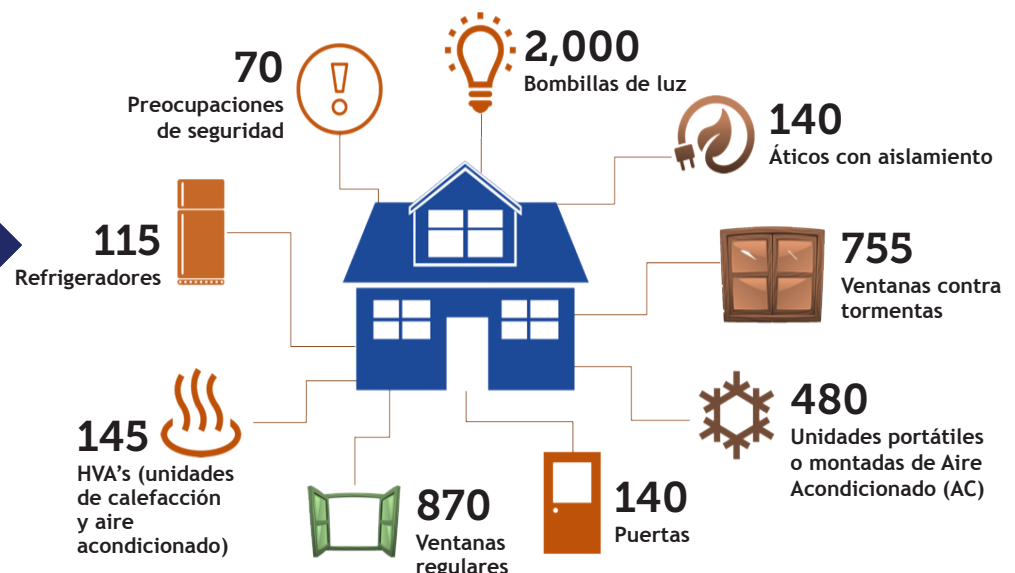 70
Preocupaciones
de seguridad
2,000
Bombillas de luz
140
Áticos con aislamiento
115
Refrigeradores
755
Ventanas contra
tormentas
145
HVA's (unidades
de calefacción
y aire
acondicionado)
870
Ventanas
regulares
140
Puertas
480
Unidades portátiles
o montadas de Aire
Acondicionado (AC)